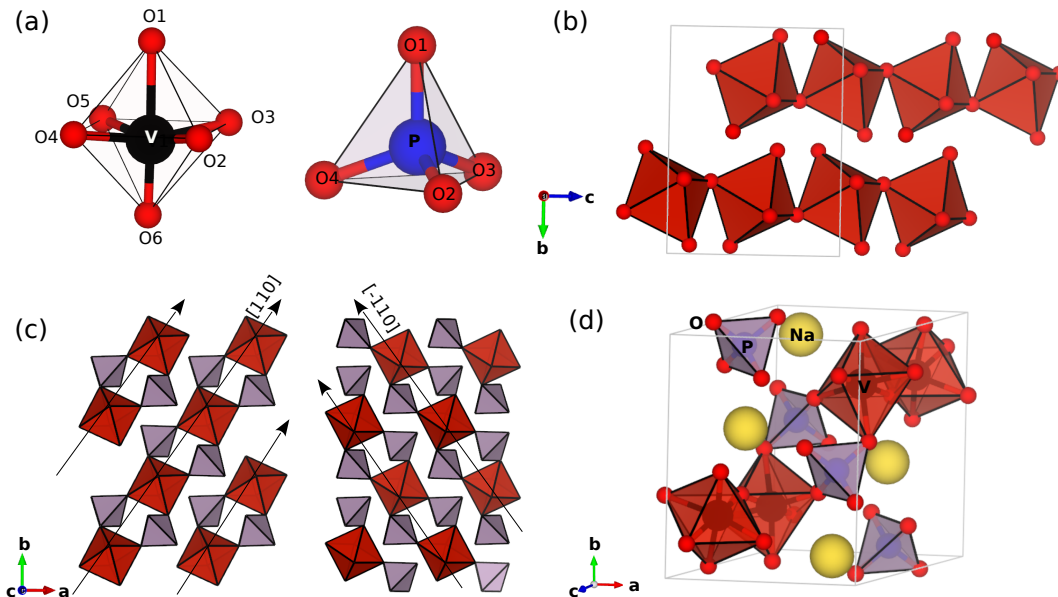 (a)
O1
O5
O4
V
O3
O2
O6
O1
P
O4
O3
O2
(b)
c
b
(c)
[110]
[-110]
b
c
a
(d)
O
Na
P
V
b
a
c